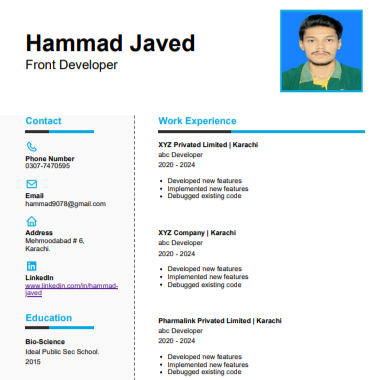 Hammad Javed
Front Developer
Contact
Phone Number
0307-7470595
Email
hammad9078@gmail.com
Address
Mehmoodabad # 6,
Karachi.
LinkedIn
www.linkedin.com/in/hammad-
javed
Education
Bio-Science
Ideal Public Sec School.
2015
Work Experience
XYZ Privated Limited | Karachi
abc Developer
2020 - 2024
• Developed new features
• Implemented new features
• Debugged existing code
XYZ Company | Karachi
abc Developer
2020 - 2024
• Developed new features
• Implemented new features
• Debugged existing code
Pharmalink Privated Limited | Karachi
abc Developer
2020 - 2024
• Developed new features
• Implemented new features
• Debugged existing code